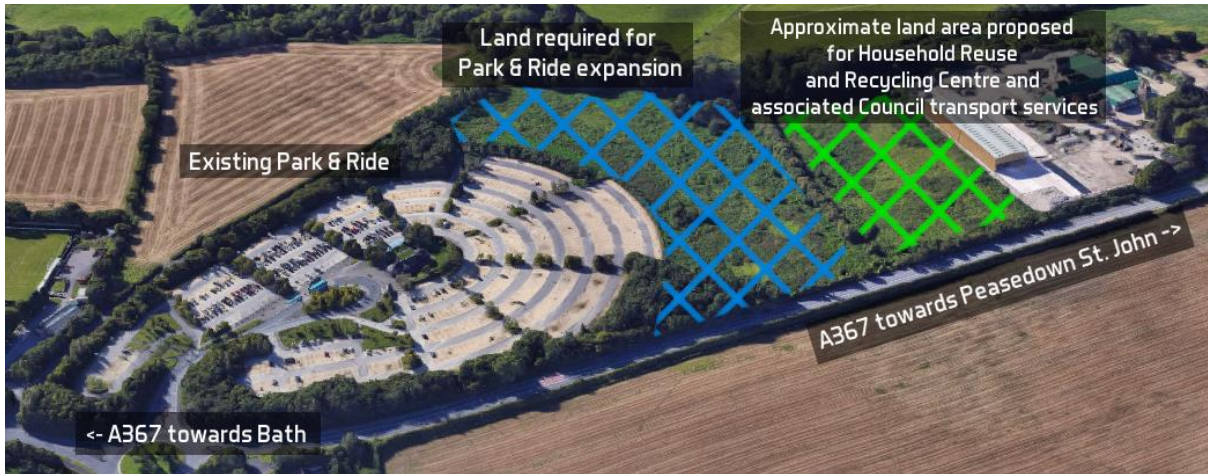 Land required for
Park & Ride expansion
Approximate land area proposed
for Household Reuse
and Recycling Centre and
associated Council transport services
Existing Park & Ride
A367 towards Peasedown St. John ->
<- A367 towards Bath